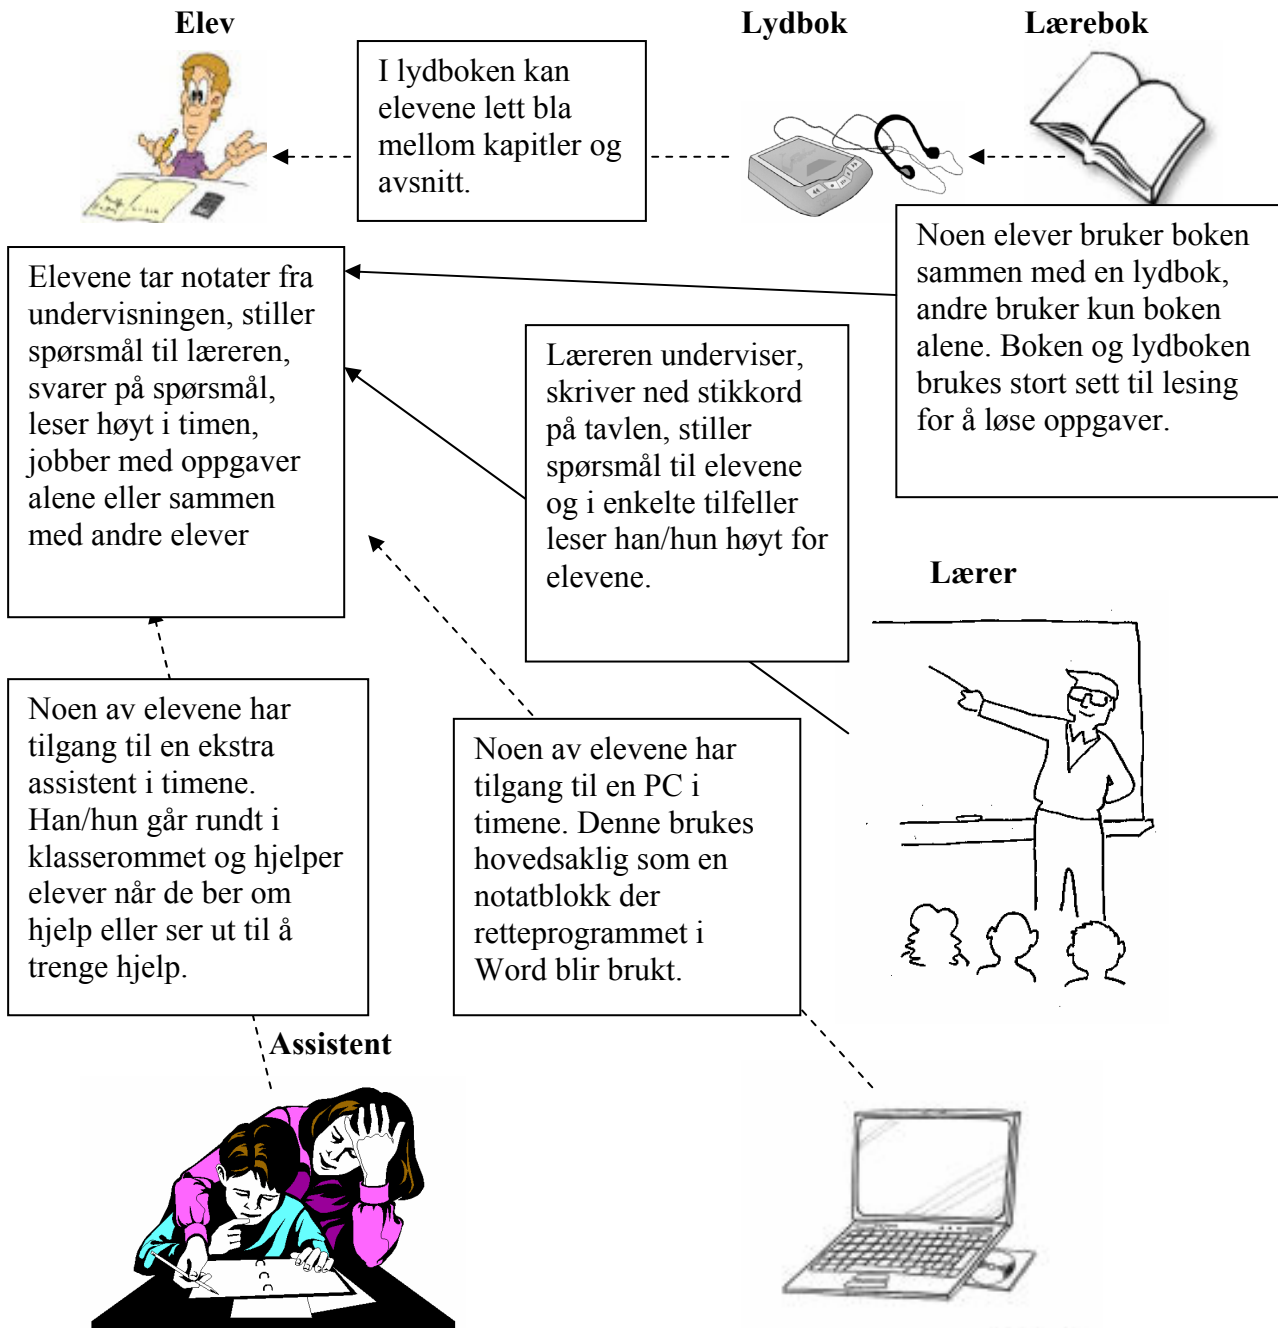 Elev
Lydbok
Lærebok
I lydboken kan
elevene lett bla
mellom kapitler og
avsnitt.
Noen elever bruker boken
sammen med en lydbok,
andre bruker kun boken
alene. Boken og lydboken
brukes stort sett til lesing
for å løse oppgaver.
Elevene tar notater fra
undervisningen, stiller
spørsmål til læreren,
svarer på spørsmål,
leser høyt i timen,
jobber med oppgaver
alene eller sammen
med andre elever
Læreren underviser,
skriver ned stikkord
på tavlen, stiller
spørsmål til elevene
og i enkelte tilfeller
leser han/hun høyt for
elevene.
Lærer
Noen av elevene har
tilgang til en ekstra
assistent i timene.
Han/hun går rundt i
klasserommet og hjelper
elever når de ber om
hjelp eller ser ut til å
trenge hjelp.
Noen av elevene har
tilgang til en PC i
timene. Denne brukes
hovedsaklig som en
notatblokk der
retteprogrammet i
Word blir brukt.
Assistent